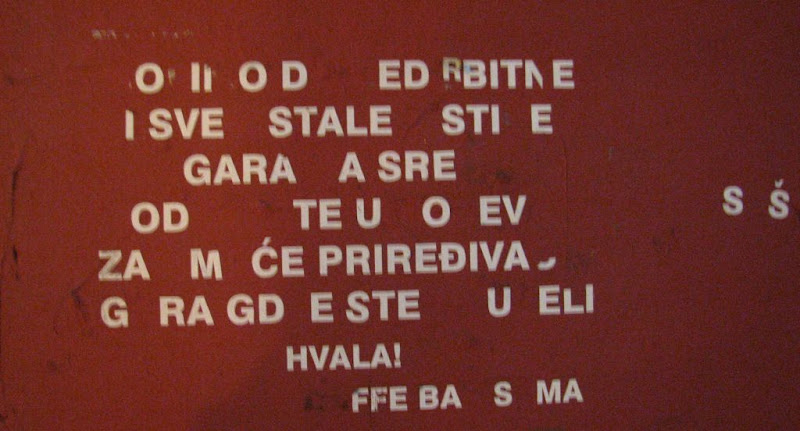 O O D ED RBITNE
I SVE STALE STI E
GARA A SRE
OD TE U O EV S Š
ZA M ĆE PRIREĐIVA
G RA GD E STE U ELI
HVALA!
FFE BA S MA